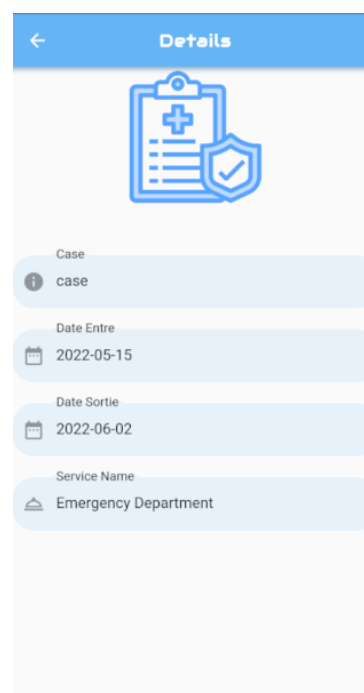 Details
Case
case
Date Entre
2022-05-15
Date Sortie
2022-06-02
Service Name
Emergency Department